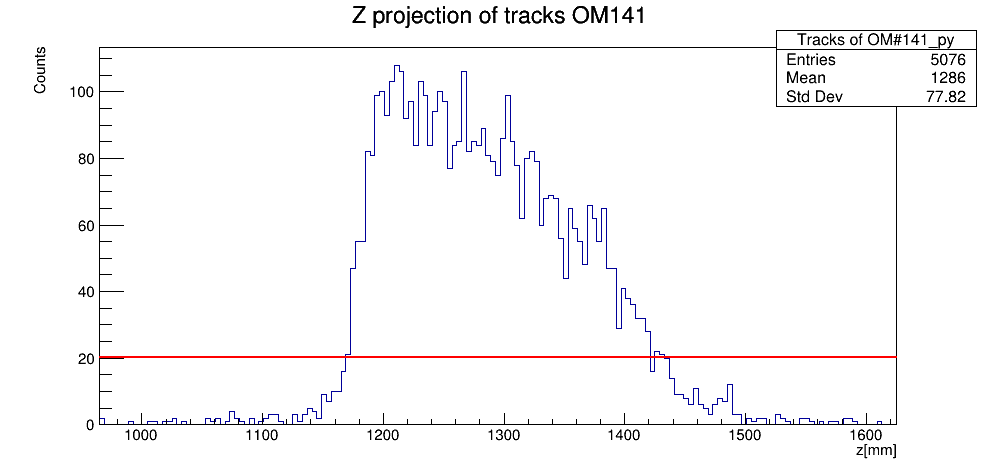 Z projection of tracks OM141
Tracks of OM#141_py
Entries 5076
Mean 1286
Std Dev 77.82
Counts
100
80
60
40
20
0
1000 1100 1200 1300 1400 1500 1600
z[mm]